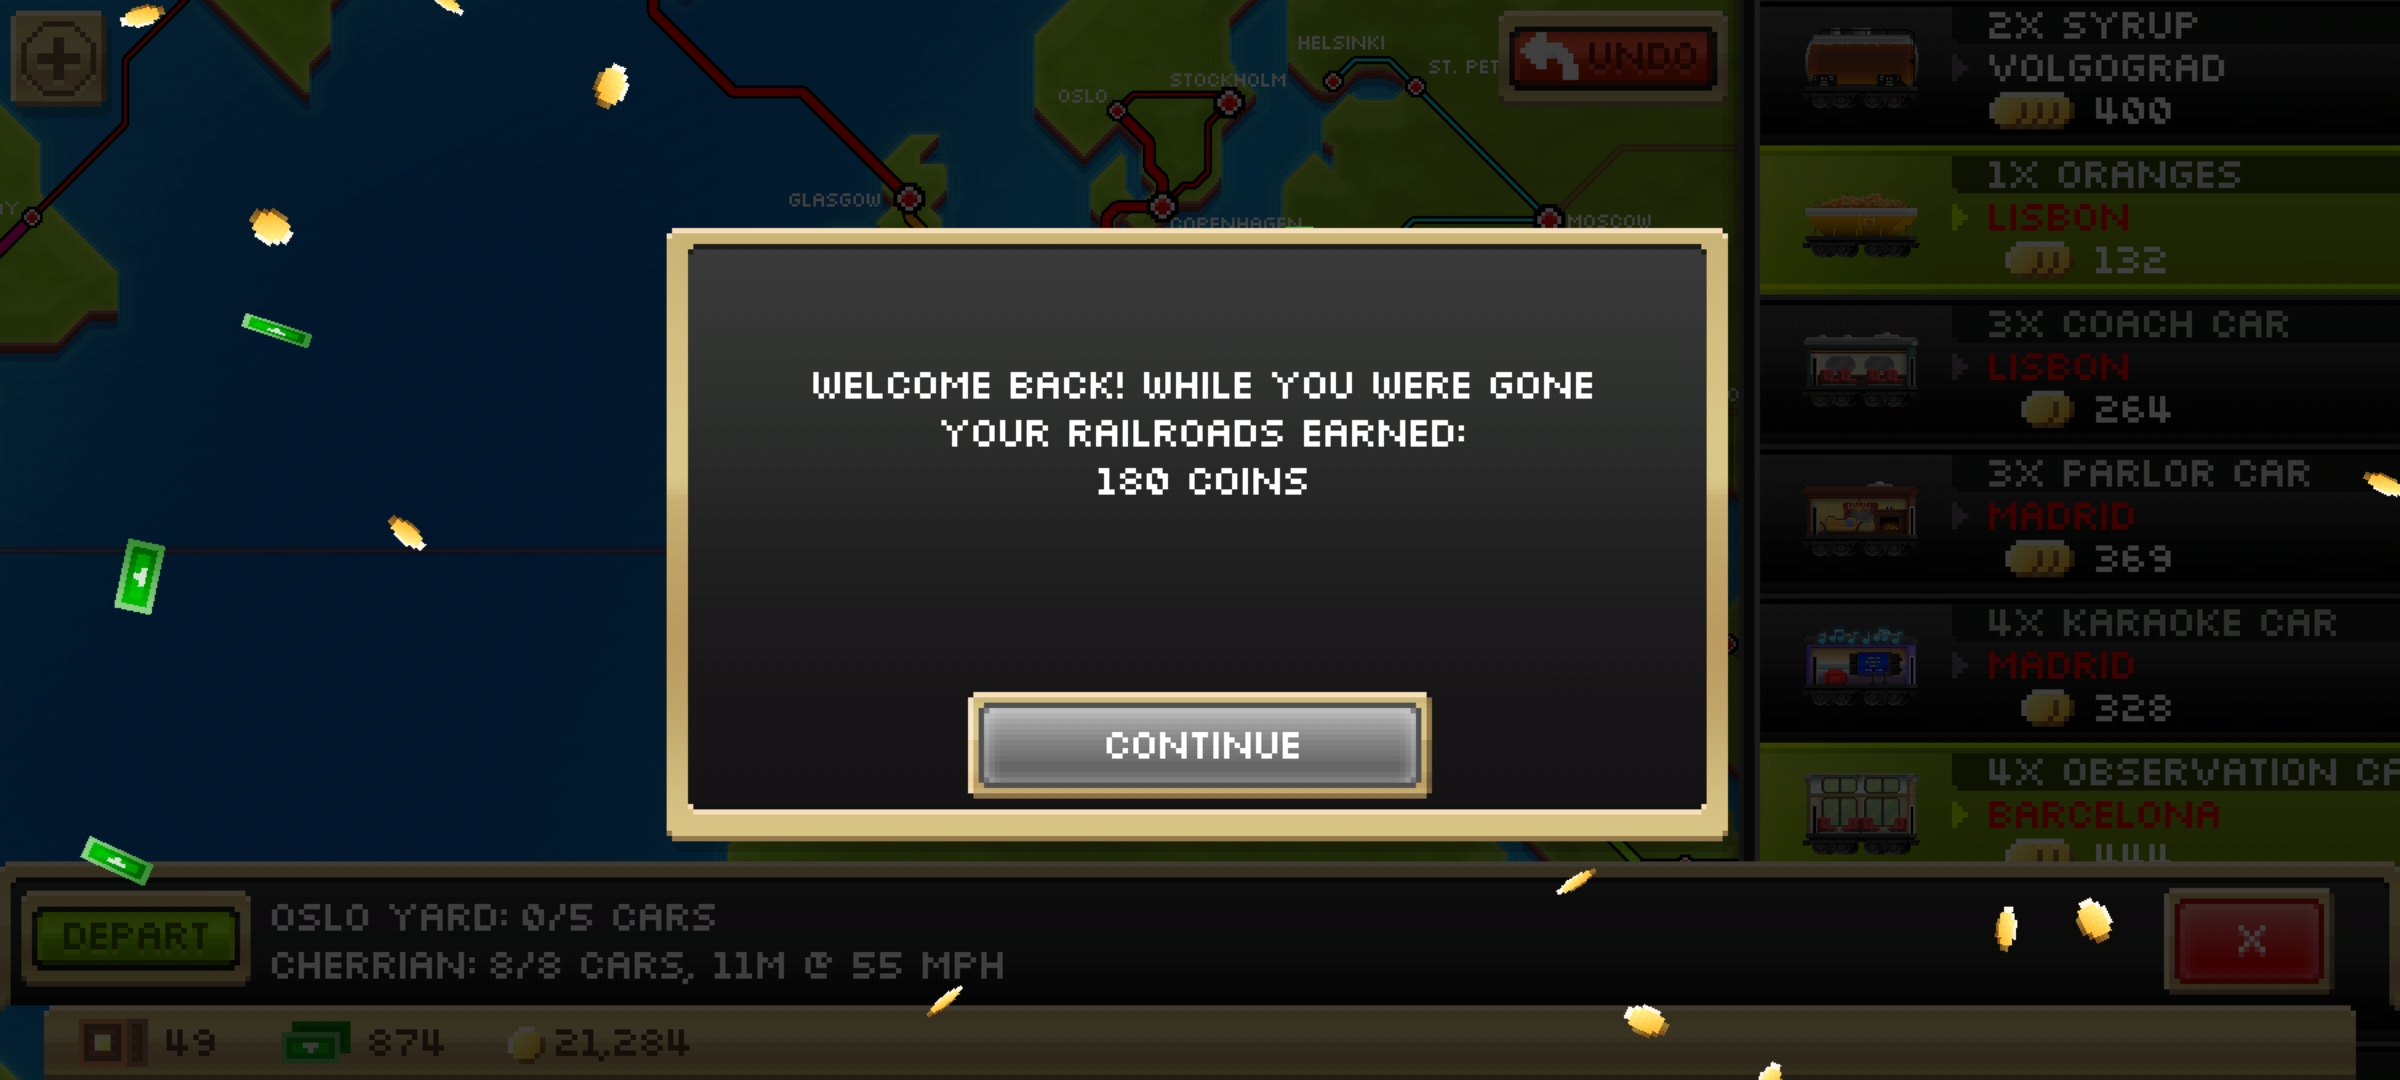 HELSINKI
STOCKHOLM
ST. PET
OSLO
UNDO
GLASGOW
COPENHAGEN
MOSCOW
2X SYRUP
VOLGOGRAD
400
1X ORANGES
LISBON
132
3X COACH CAR
LISBON
264
3X PARLOR CAR
MADRID
369
4X KARAOKE CAR
MADRID
328
4X OBSERVATION CA
BARCELONA
444
WELCOME BACK! WHILE YOU WERE GONE
YOUR RAILROADS EARNED:
180 COINS
CONTINUE
DEPART
OSLO YARD: 0/5 CARS
CHERRIAN: 8/8 CARS, 11M @ 55 MPH
X
49
874
21,284